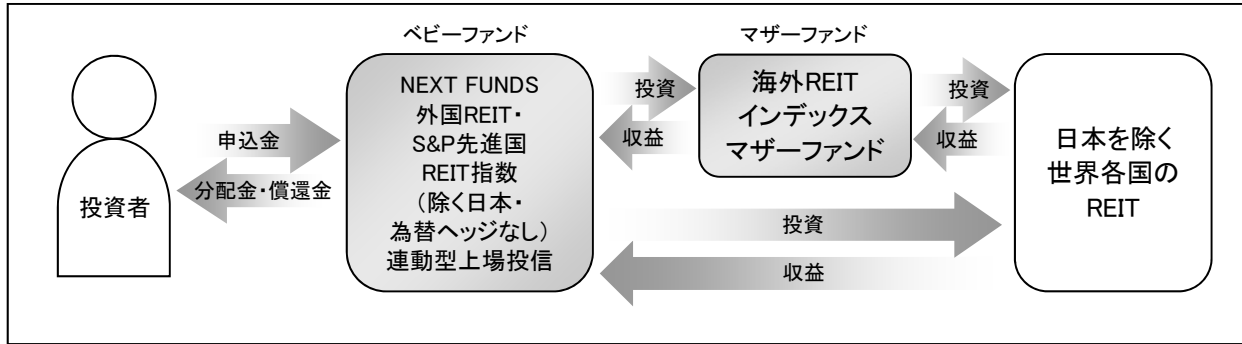 ベビーファンド
マザーファンド
投資者
申込金
分配金・償還金
NEXT FUNDS
外国REIT・
S&P先進国
REIT指数
(除く日本・
為替ヘッジなし)
連動型上場投信
投資
収益
海外REIT
インデックス
マザーファンド
投資
収益
投資
収益
日本を除く
世界各国の
REIT